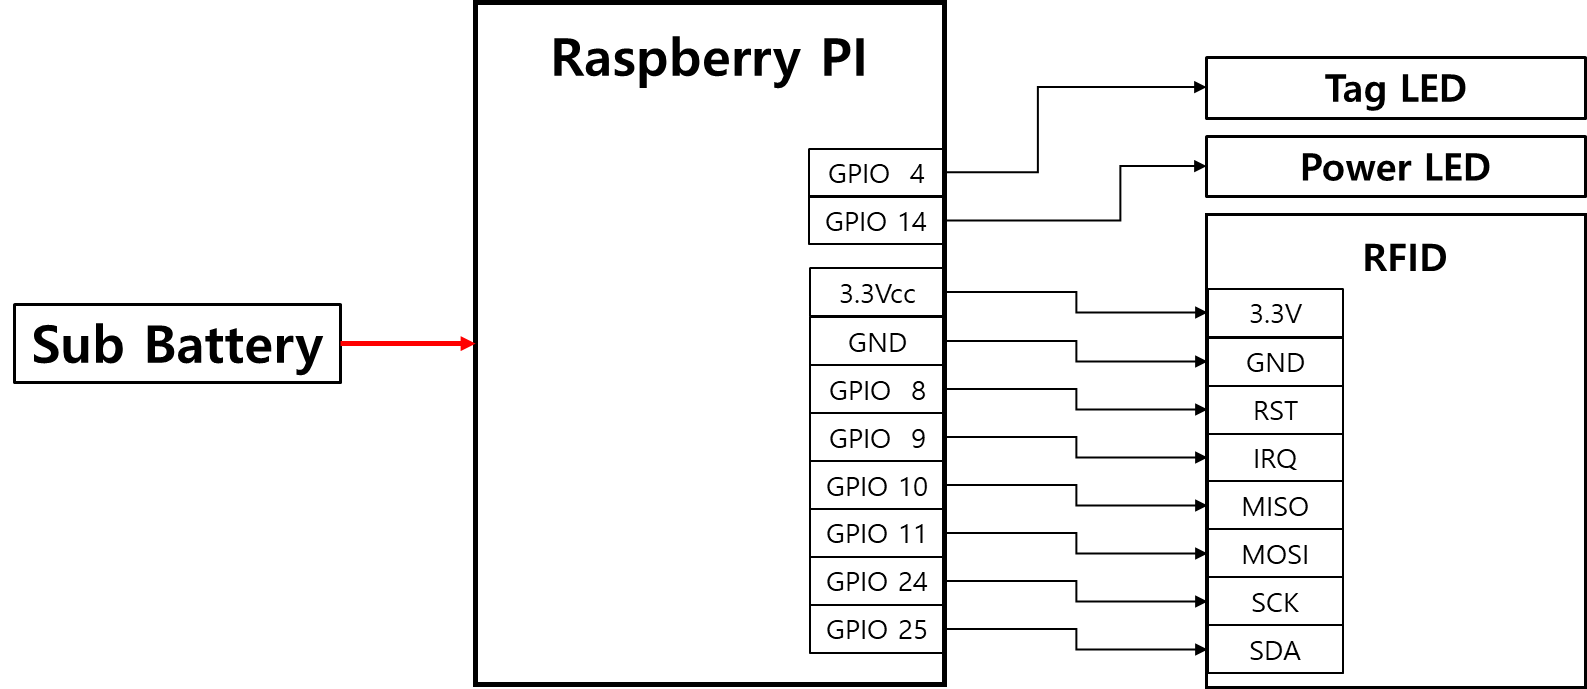 Raspberry PI
GPIO 4
GPIO 14
3.3Vcc
GND
GPIO 8
GPIO 9
GPIO 10
GPIO 11
GPIO 24
GPIO 25
Sub Battery
Tag LED
Power LED
RFID
3.3V
GND
RST
IRQ
MISO
MOSI
SCK
SDA